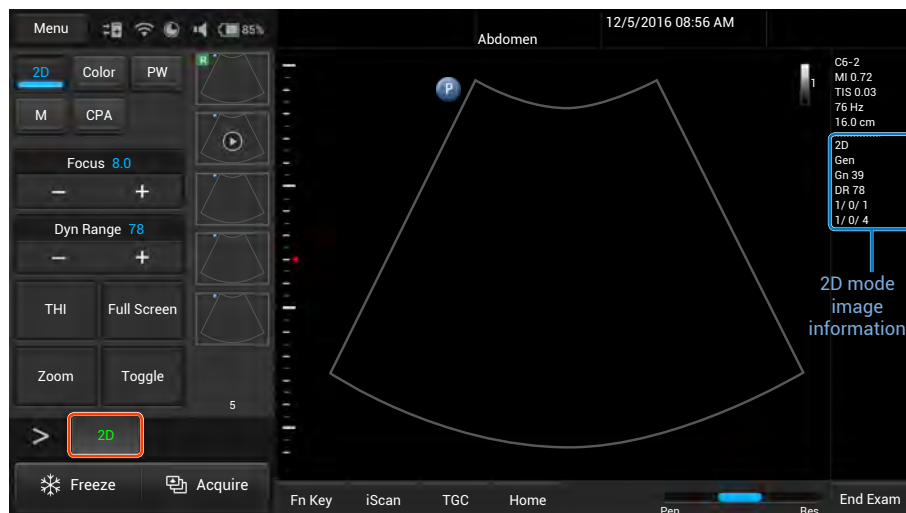 Menu
85%
12/5/2016 08:56 AM
Abdomen
2D Color PW
M CPA
R
Focus 8.0
− +
Dyn Range 78
− +
THI Full Screen
Zoom Toggle
5
> 2D
Freeze Acquire
P
1
C6-2
MI 0.72
TIS 0.03
76 Hz
16.0 cm
2D
Gen
Gn 39
DR 78
1/ 0/ 1
1/ 0/ 4
2D mode
image
information
Fn Key iScan TGC Home
Pen Res
End Exam